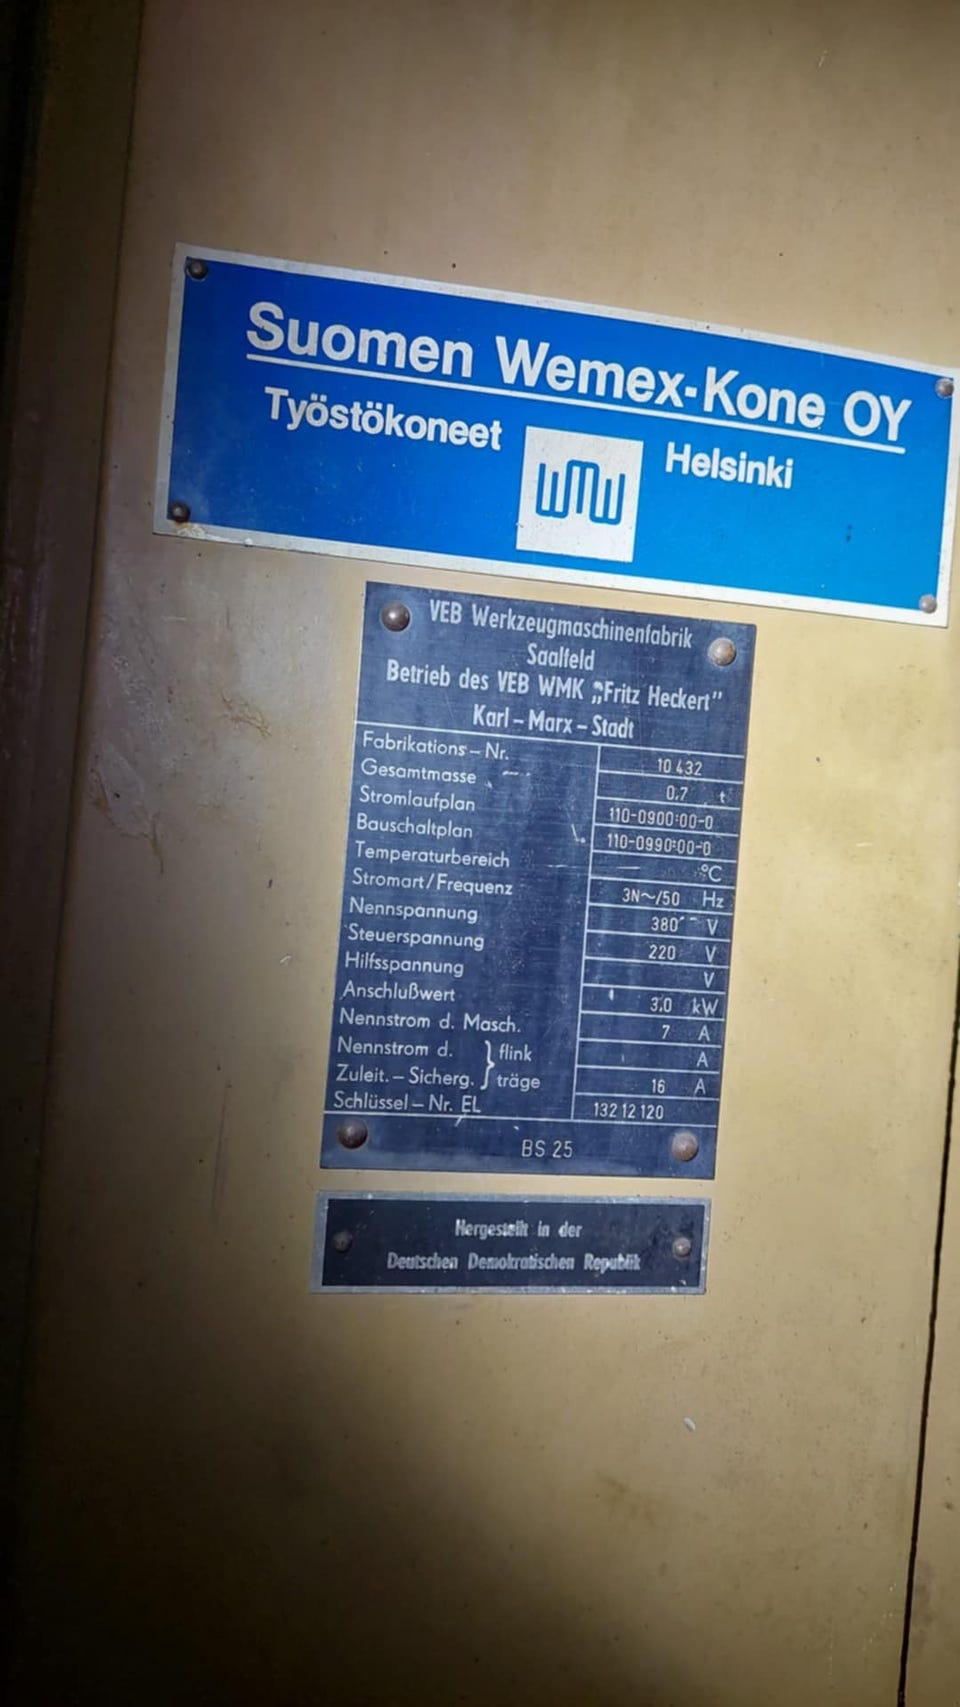 Suomen Wemex-Kone OY
Työstökoneet Helsinki
VEB Werkzeugmaschinenfabrik
Saalfeld
Betrieb des VEB WMK „Fritz Heckert"
Karl-Marx-Stadt
Fabrikations-Nr. 10 432
Gesamtmasse 0,7 t
Stromlaufplan 110-0900:00-0
Bauschaltplan 110-0990:00-0
Temperaturbereich °C
Stromart/Frequenz 3N~/50 Hz
Nennspannung 380 V
Steuerspannung 220 V
Hilfsspannung V
Anschlußwert 3,0 kW
Nennstrom d. Masch. 7 A
Nennstrom d. } flink A
Zuleit.-Sicherg. } träge 16 A
Schlüssel-Nr. EL 132 12 120
BS 25
Hergestellt in der
Deutschen Demokratischen Republik